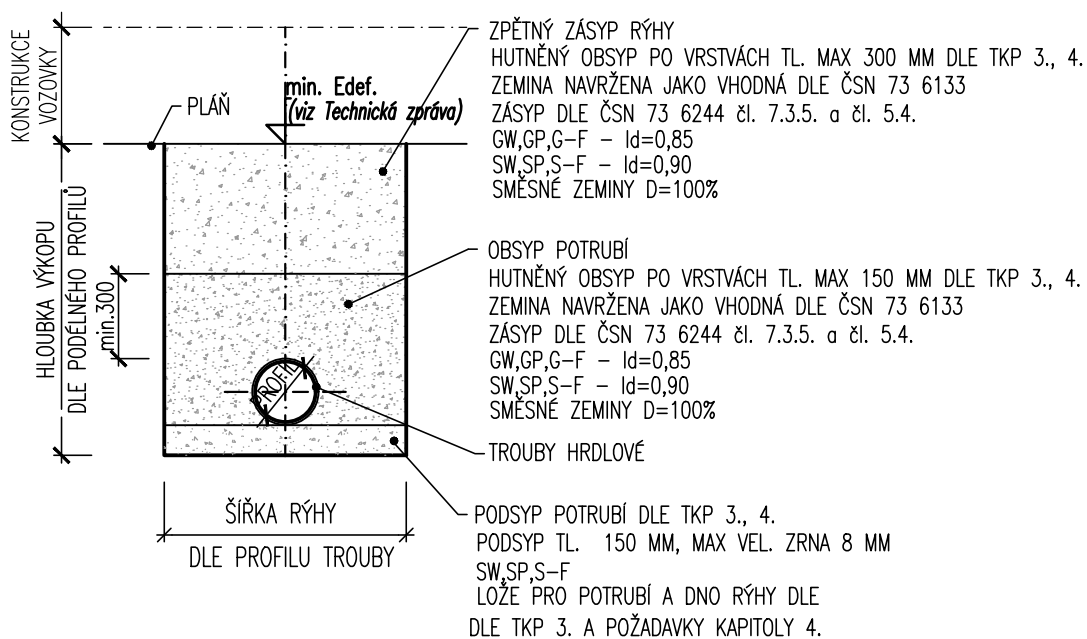 KONSTRUKCE
VOZOVKY
PLÁŇ
min. Edef.
(viz Technická zpráva)
HLOUBKA VÝKOPU
DLE PODÉLNÉHO PROFILŮ
min.300
PROFIL
ŠÍŘKA RÝHY
DLE PROFILU TROUBY
ZPĚTNÝ ZÁSYP RÝHY
HUTNĚNÝ OBSYP PO VRSTVÁCH TL. MAX 300 MM DLE TKP 3., 4.
ZEMINA NAVRŽENA JAKO VHODNÁ DLE ČSN 73 6133
ZÁSYP DLE ČSN 73 6244 čl. 7.3.5. a čl. 5.4.
GW,GP,G-F - Id=0,85
SW,SP,S-F - Id=0,90
SMĚSNÉ ZEMINY D=100%
OBSYP POTRUBÍ
HUTNĚNÝ OBSYP PO VRSTVÁCH TL. MAX 150 MM DLE TKP 3., 4.
ZEMINA NAVRŽENA JAKO VHODNÁ DLE ČSN 73 6133
ZÁSYP DLE ČSN 73 6244 čl. 7.3.5. a čl. 5.4.
GW,GP,G-F - Id=0,85
SW,SP,S-F - Id=0,90
SMĚSNÉ ZEMINY D=100%
TROUBY HRDLOVÉ
PODSYP POTRUBÍ DLE TKP 3., 4.
PODSYP TL. 150 MM, MAX VEL. ZRNA 8 MM
SW,SP,S-F
LOŽE PRO POTRUBÍ A DNO RÝHY DLE
DLE TKP 3. A POŽADAVKY KAPITOLY 4.